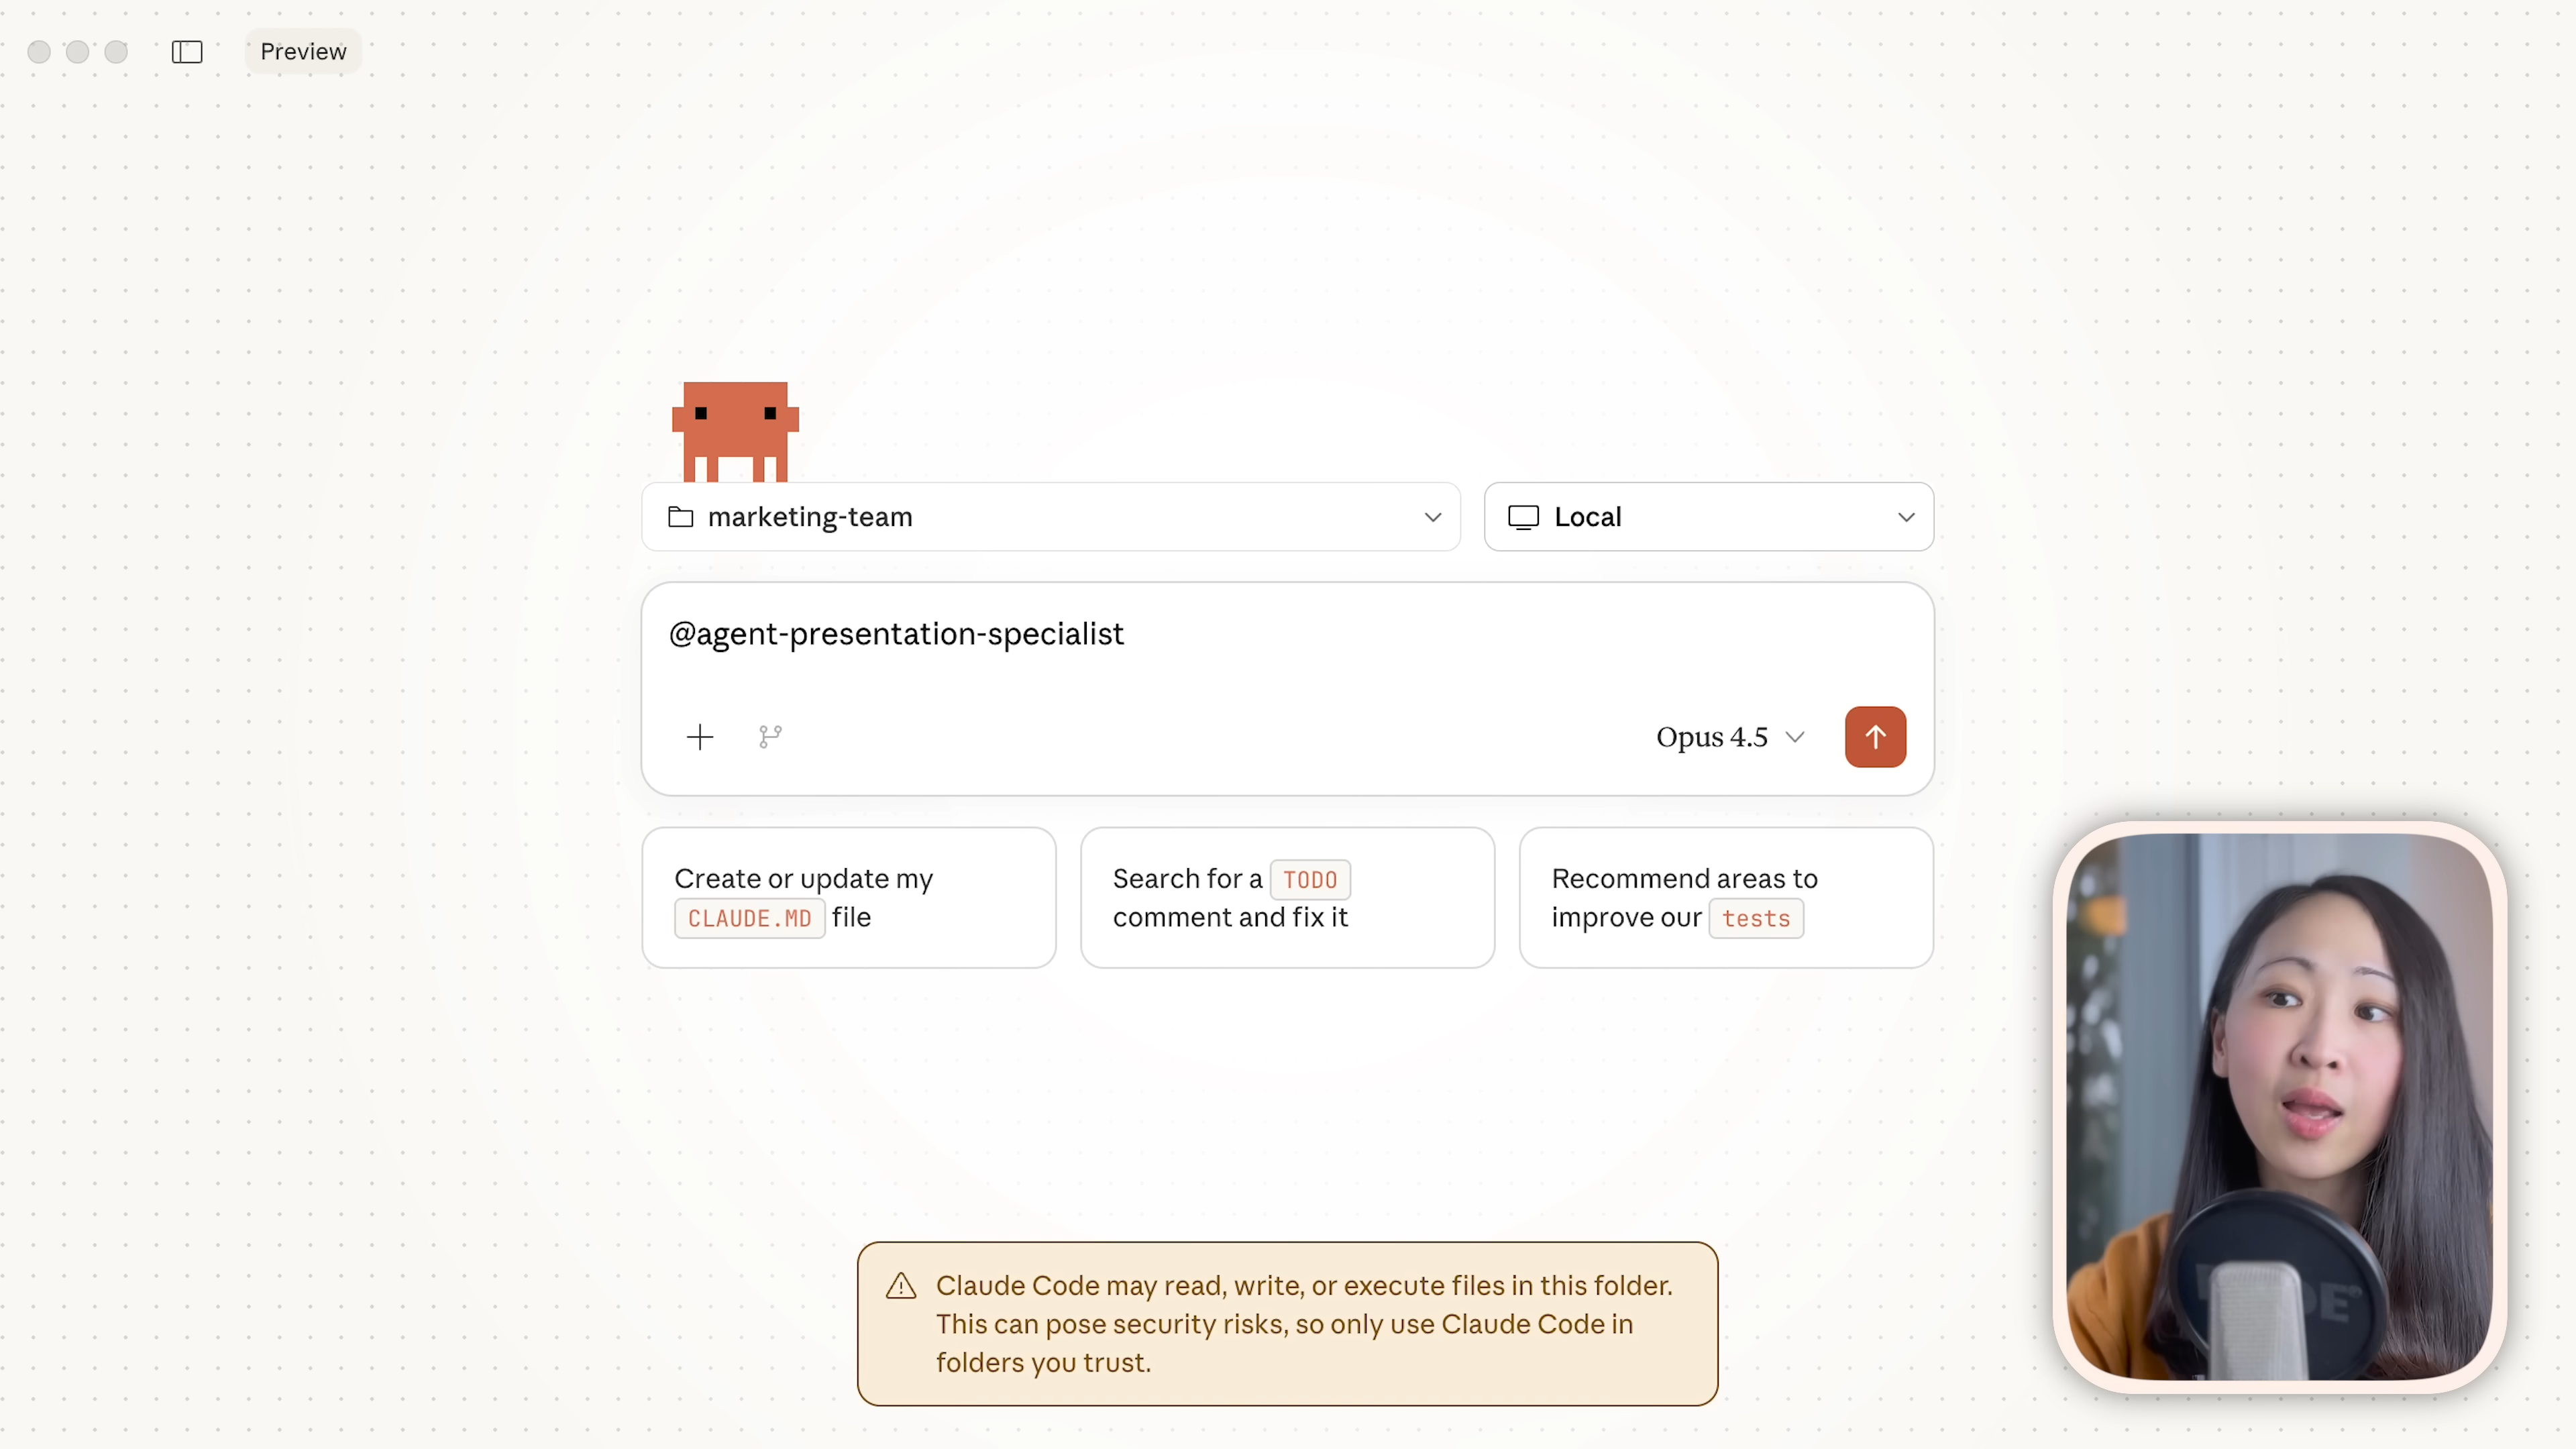 Preview
marketing-team
Local
@agent-presentation-specialist
Opus 4.5
Create or update my
CLAUDE.MD file
Search for a TODO
comment and fix it
Recommend areas to
improve our tests
Claude Code may read, write, or execute files in this folder.
This can pose security risks, so only use Claude Code in
folders you trust.